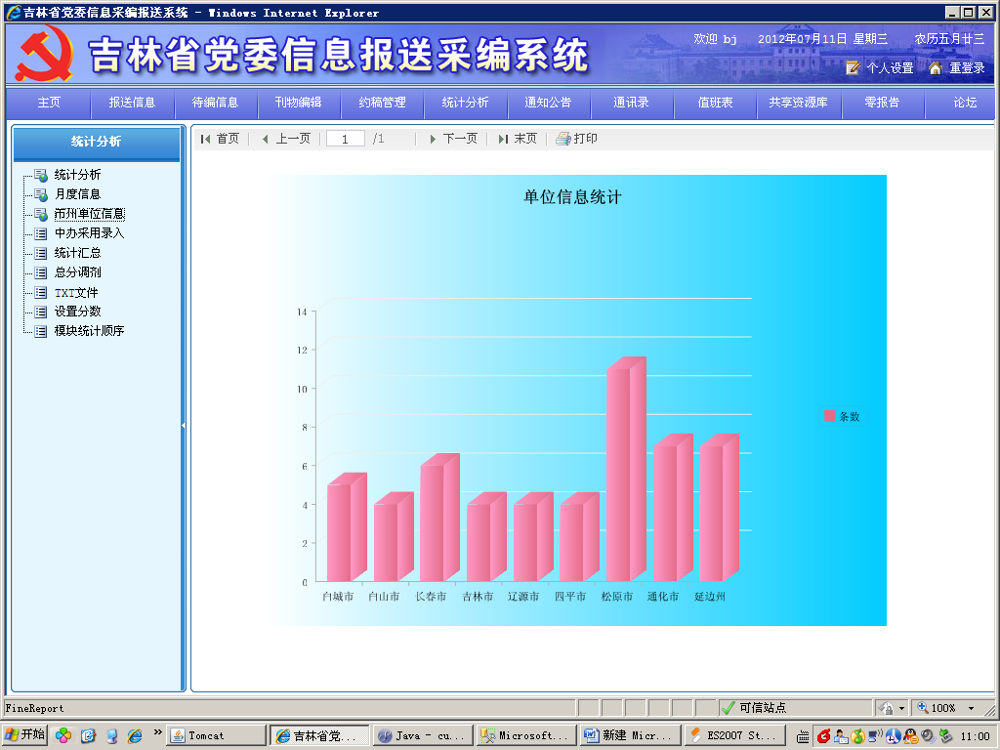 吉林省党委信息采编报送系统 - Windows Internet Explorer
吉林省党委信息报送采编系统
欢迎 bj 2012年07月11日 星期三 农历五月廿三
个人设置 重登录
主页 报送信息 待编信息 刊物编辑 约稿管理 统计分析 通知公告 通讯录 值班表 共享资源库 零报告 论坛
统计分析
统计分析
月度信息
市州单位信息
中办采用录入
统计汇总
总分调剂
TXT文件
设置分数
模块统计顺序
首页 上一页 1 /1 下一页 末页 打印
单位信息统计
14
12
10
8
6
4
2
0
白城市 白山市 长春市 吉林市 辽源市 四平市 松原市 通化市 延边州
条数
FineReport 可信站点 100%
开始 » Tomcat 吉林省党... Java - cu... Microsoft... 新建 Micr... ES2007 St... 11:00